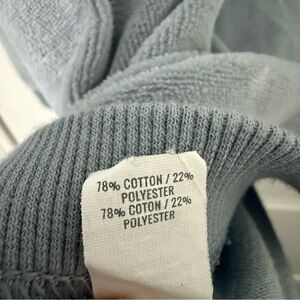 78% COTTON / 22%
POLYESTER
78% COTON / 22%
POLYESTER